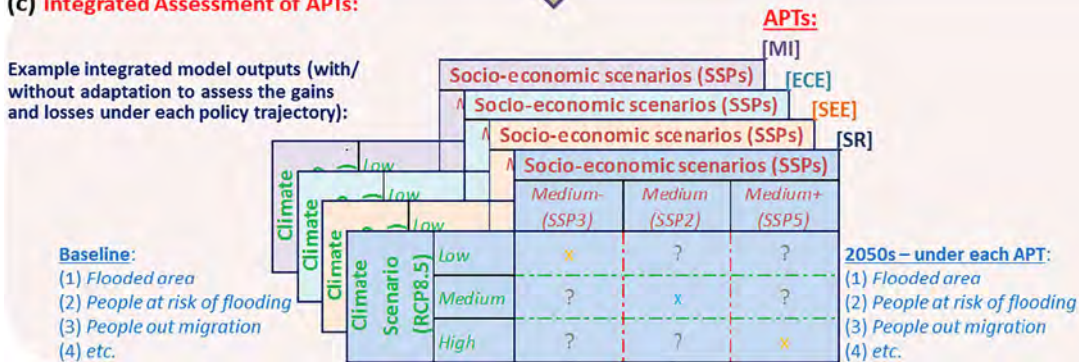 (c) Integrated Assessment of APTs:
Example integrated model outputs (with/
without adaptation to assess the gains
and losses under each policy trajectory):
APTs:
[MI]
[ECE]
[SEE]
[SR]
Socio-economic scenarios (SSPs)
Socio-economic scenarios (SSPs)
Socio-economic scenarios (SSPs)
Socio-economic scenarios (SSPs)
Medium- (SSP3)
Medium (SSP2)
Medium+ (SSP5)
Climate
Low
Climate
Low
Climate
Low
Climate
Scenario
(RCP8.5)
Low x ? ?
Medium ? x ?
High ? ? x
Baseline:
(1) Flooded area
(2) People at risk of flooding
(3) People out migration
(4) etc.
2050s – under each APT:
(1) Flooded area
(2) People at risk of flooding
(3) People out migration
(4) etc.